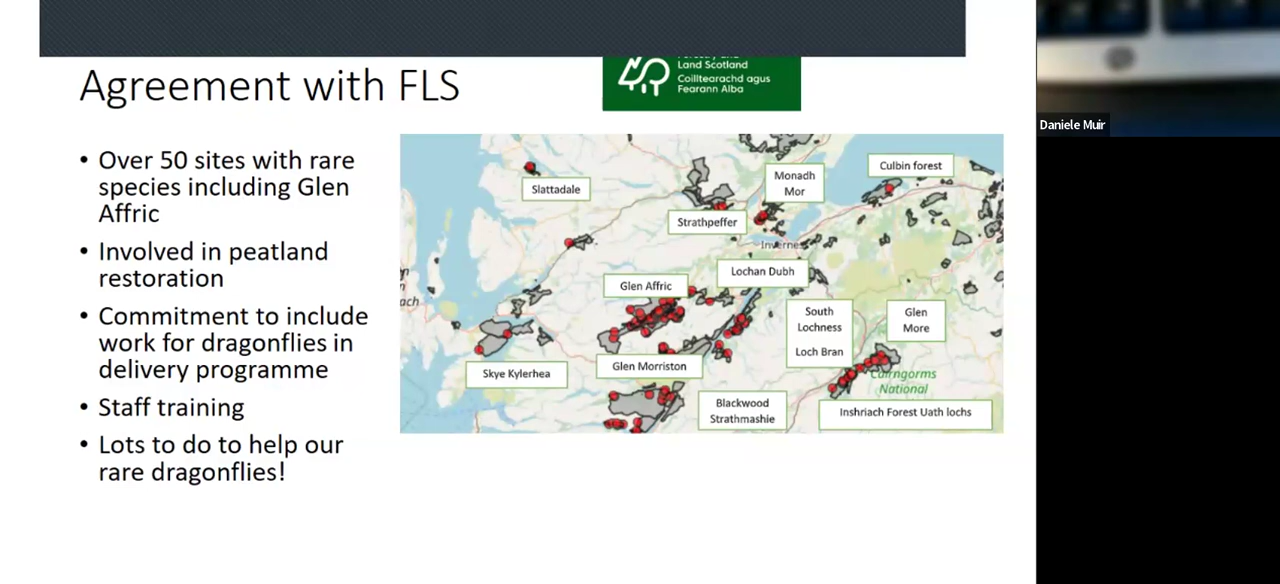 Agreement with FLS
Land Scotland
Coilltearachd agus
Fearann Alba
• Over 50 sites with rare
species including Glen
Affric
• Involved in peatland
restoration
• Commitment to include
work for dragonflies in
delivery programme
• Staff training
• Lots to do to help our
rare dragonflies!
Slattadale
Strathpeffer
Monadh
Mor
Culbin forest
Lochan Dubh
Glen Affric
South
Lochness
Loch Bran
Glen
More
Skye Kylerhea
Glen Morriston
Blackwood
Strathmashie
Cairngorms
National
Inshriach Forest Uath lochs
Daniele Muir